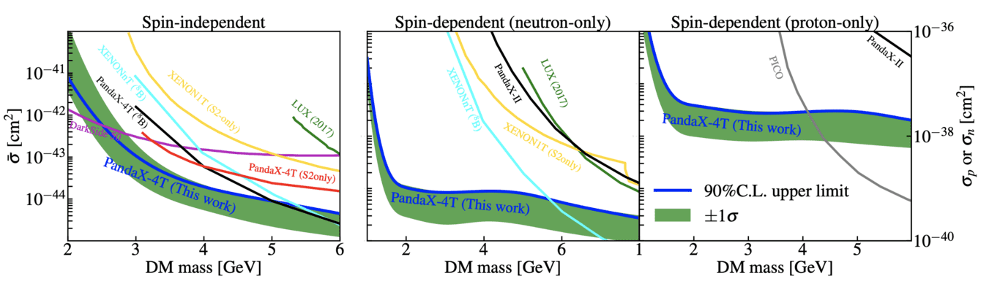 Spin-independent
Spin-dependent (neutron-only)
Spin-dependent (proton-only)
10⁻⁴¹
10⁻⁴²
10⁻⁴³
10⁻⁴⁴
σ̄ [cm²]
XENONnT (⁸B)
PandaX-4T (⁸B)
XENON1T (S2-only)
LUX (2017)
DarkSide 50
PandaX-4T (S2only)
PandaX-4T (This work)
2 3 4 5 6
DM mass [GeV]
XENONnT (⁸B)
PandaX-II
LUX (2017)
XENON1T (S2only)
PandaX-4T (This work)
2 4 6 1
DM mass [GeV]
PICO
PandaX-II
PandaX-4T (This work)
90%C.L. upper limit
±1σ
2 3 4 5
DM mass [GeV]
10⁻³⁶
10⁻³⁸
10⁻⁴⁰
σₚ or σₙ [cm²]